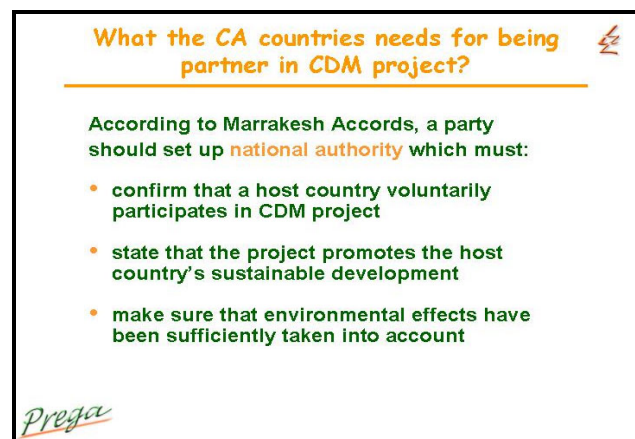 What the CA countries needs for being
partner in CDM project?
According to Marrakesh Accords, a party
should set up national authority which must:
• confirm that a host country voluntarily
participates in CDM project
• state that the project promotes the host
country's sustainable development
• make sure that environmental effects have
been sufficiently taken into account
Prega